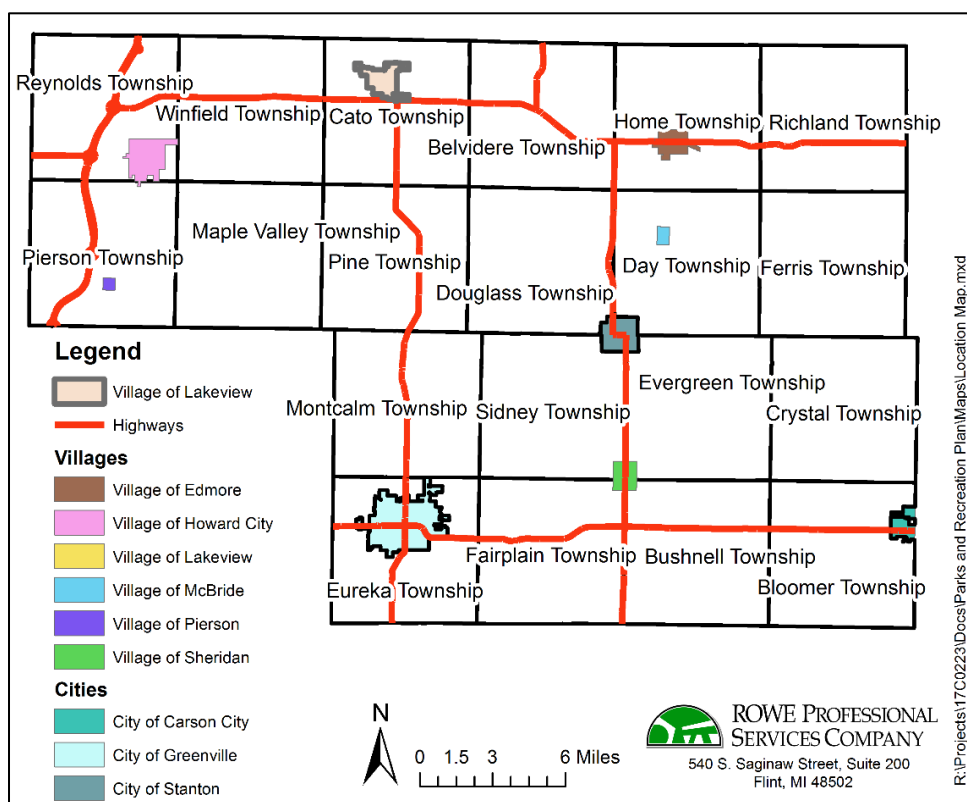 Reynolds Township
Winfield Township
Cato Township
Belvidere Township
Home Township
Richland Township
Pierson Township
Maple Valley Township
Pine Township
Douglass Township
Day Township
Ferris Township
Montcalm Township
Sidney Township
Evergreen Township
Crystal Township
Eureka Township
Fairplain Township
Bushnell Township
Bloomer Township
Legend
Village of Lakeview
Highways
Villages
Village of Edmore
Village of Howard City
Village of Lakeview
Village of McBride
Village of Pierson
Village of Sheridan
Cities
City of Carson City
City of Greenville
City of Stanton
N
0 1.5 3 6 Miles
ROWE PROFESSIONAL
SERVICES COMPANY
540 S. Saginaw Street, Suite 200
Flint, MI 48502
R:\Projects\17C0223\Docs\Parks and Recreation Plan\Maps\Location Map.mxd